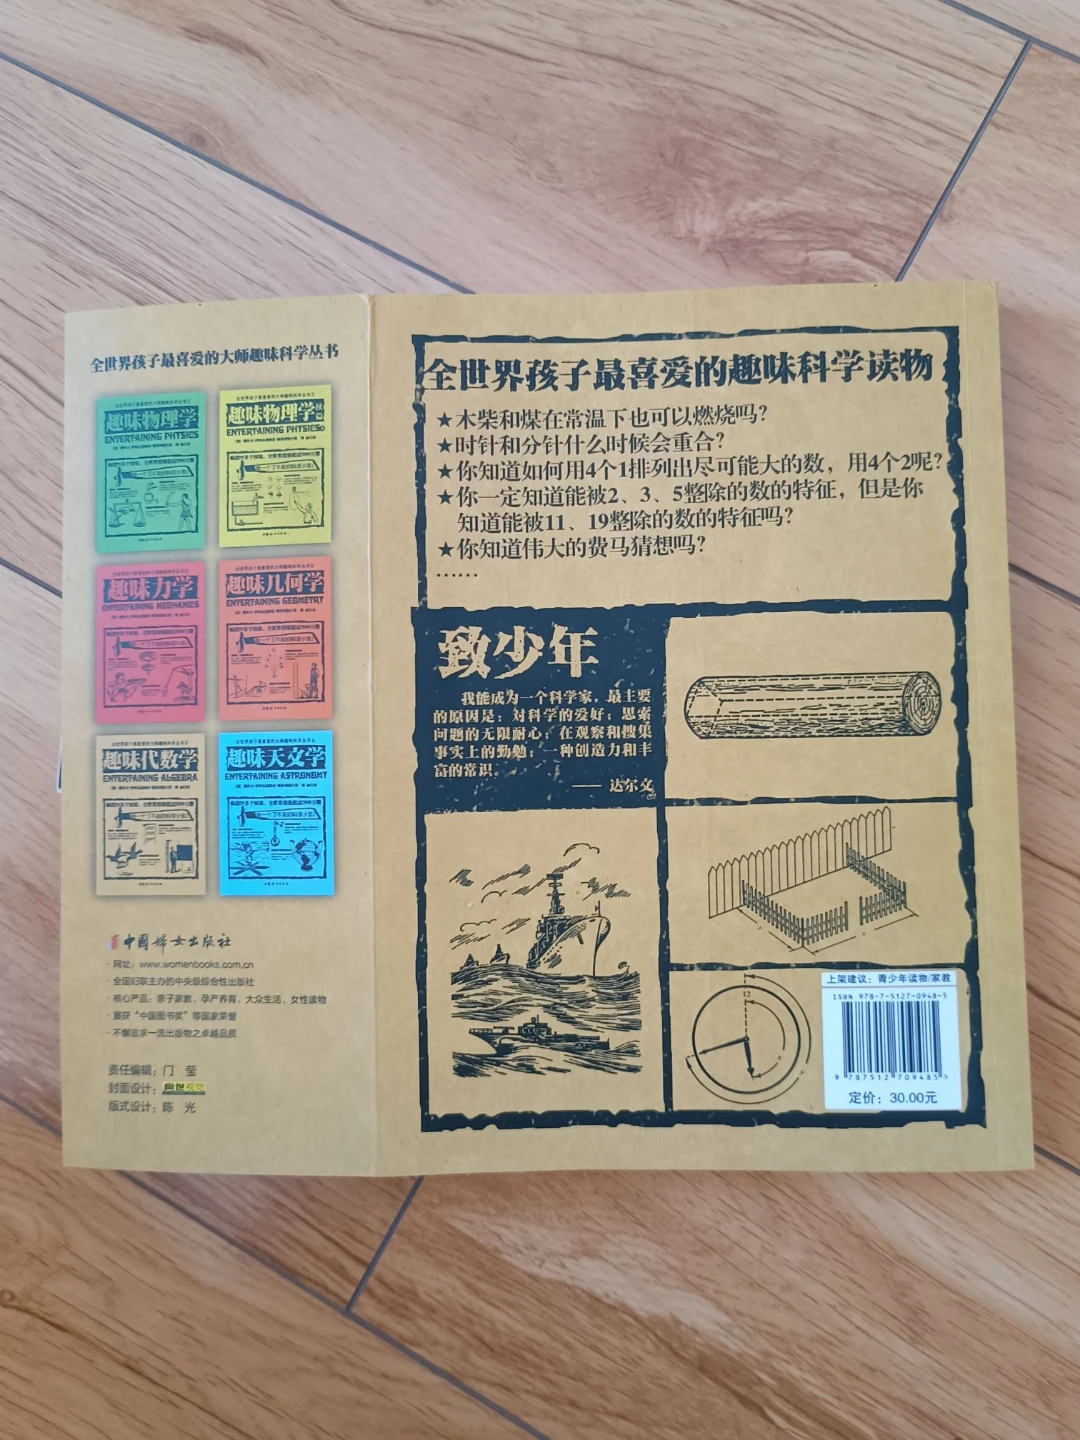 全世界孩子最喜爱的大师趣味科学丛书
趣味物理学
ENTERTAINING PHYSICS
趣味物理学 续篇
ENTERTAINING PHYSICS
趣味力学
ENTERTAINING MECHANICS
趣味几何学
ENTERTAINING GEOMETRY
趣味代数学
ENTERTAINING ALGEBRA
趣味天文学
ENTERTAINING ASTRONOMY
中国妇女出版社
·网址：www.womenbooks.com.cn
·全国妇联主办的中央级综合性出版社
·核心产品：亲子家教、孕产养育、大众生活、女性读物
·屡获“中国图书奖”等国家荣誉
·不懈追求一流出版物之卓越品质
责任编辑：门 莹
封面设计：
版式设计：陈 光
全世界孩子最喜爱的趣味科学读物
★木柴和煤在常温下也可以燃烧吗？
★时针和分针什么时候会重合？
★你知道如何用4个1排列出尽可能大的数，用4个2呢？
★你一定知道能被2、3、5整除的数的特征，但是你
知道能被11、19整除的数的特征吗？
★你知道伟大的费马猜想吗？
……
致少年
我能成为一个科学家，最主要
的原因是：对科学的爱好；思索
问题的无限耐心；在观察和搜集
事实上的勤勉；一种创造力和丰
富的常识。
—— 达尔文
12
上架建议：青少年读物/家教
ISBN 978-7-5127-0948-5
9 787512 709485>
定价：30.00元